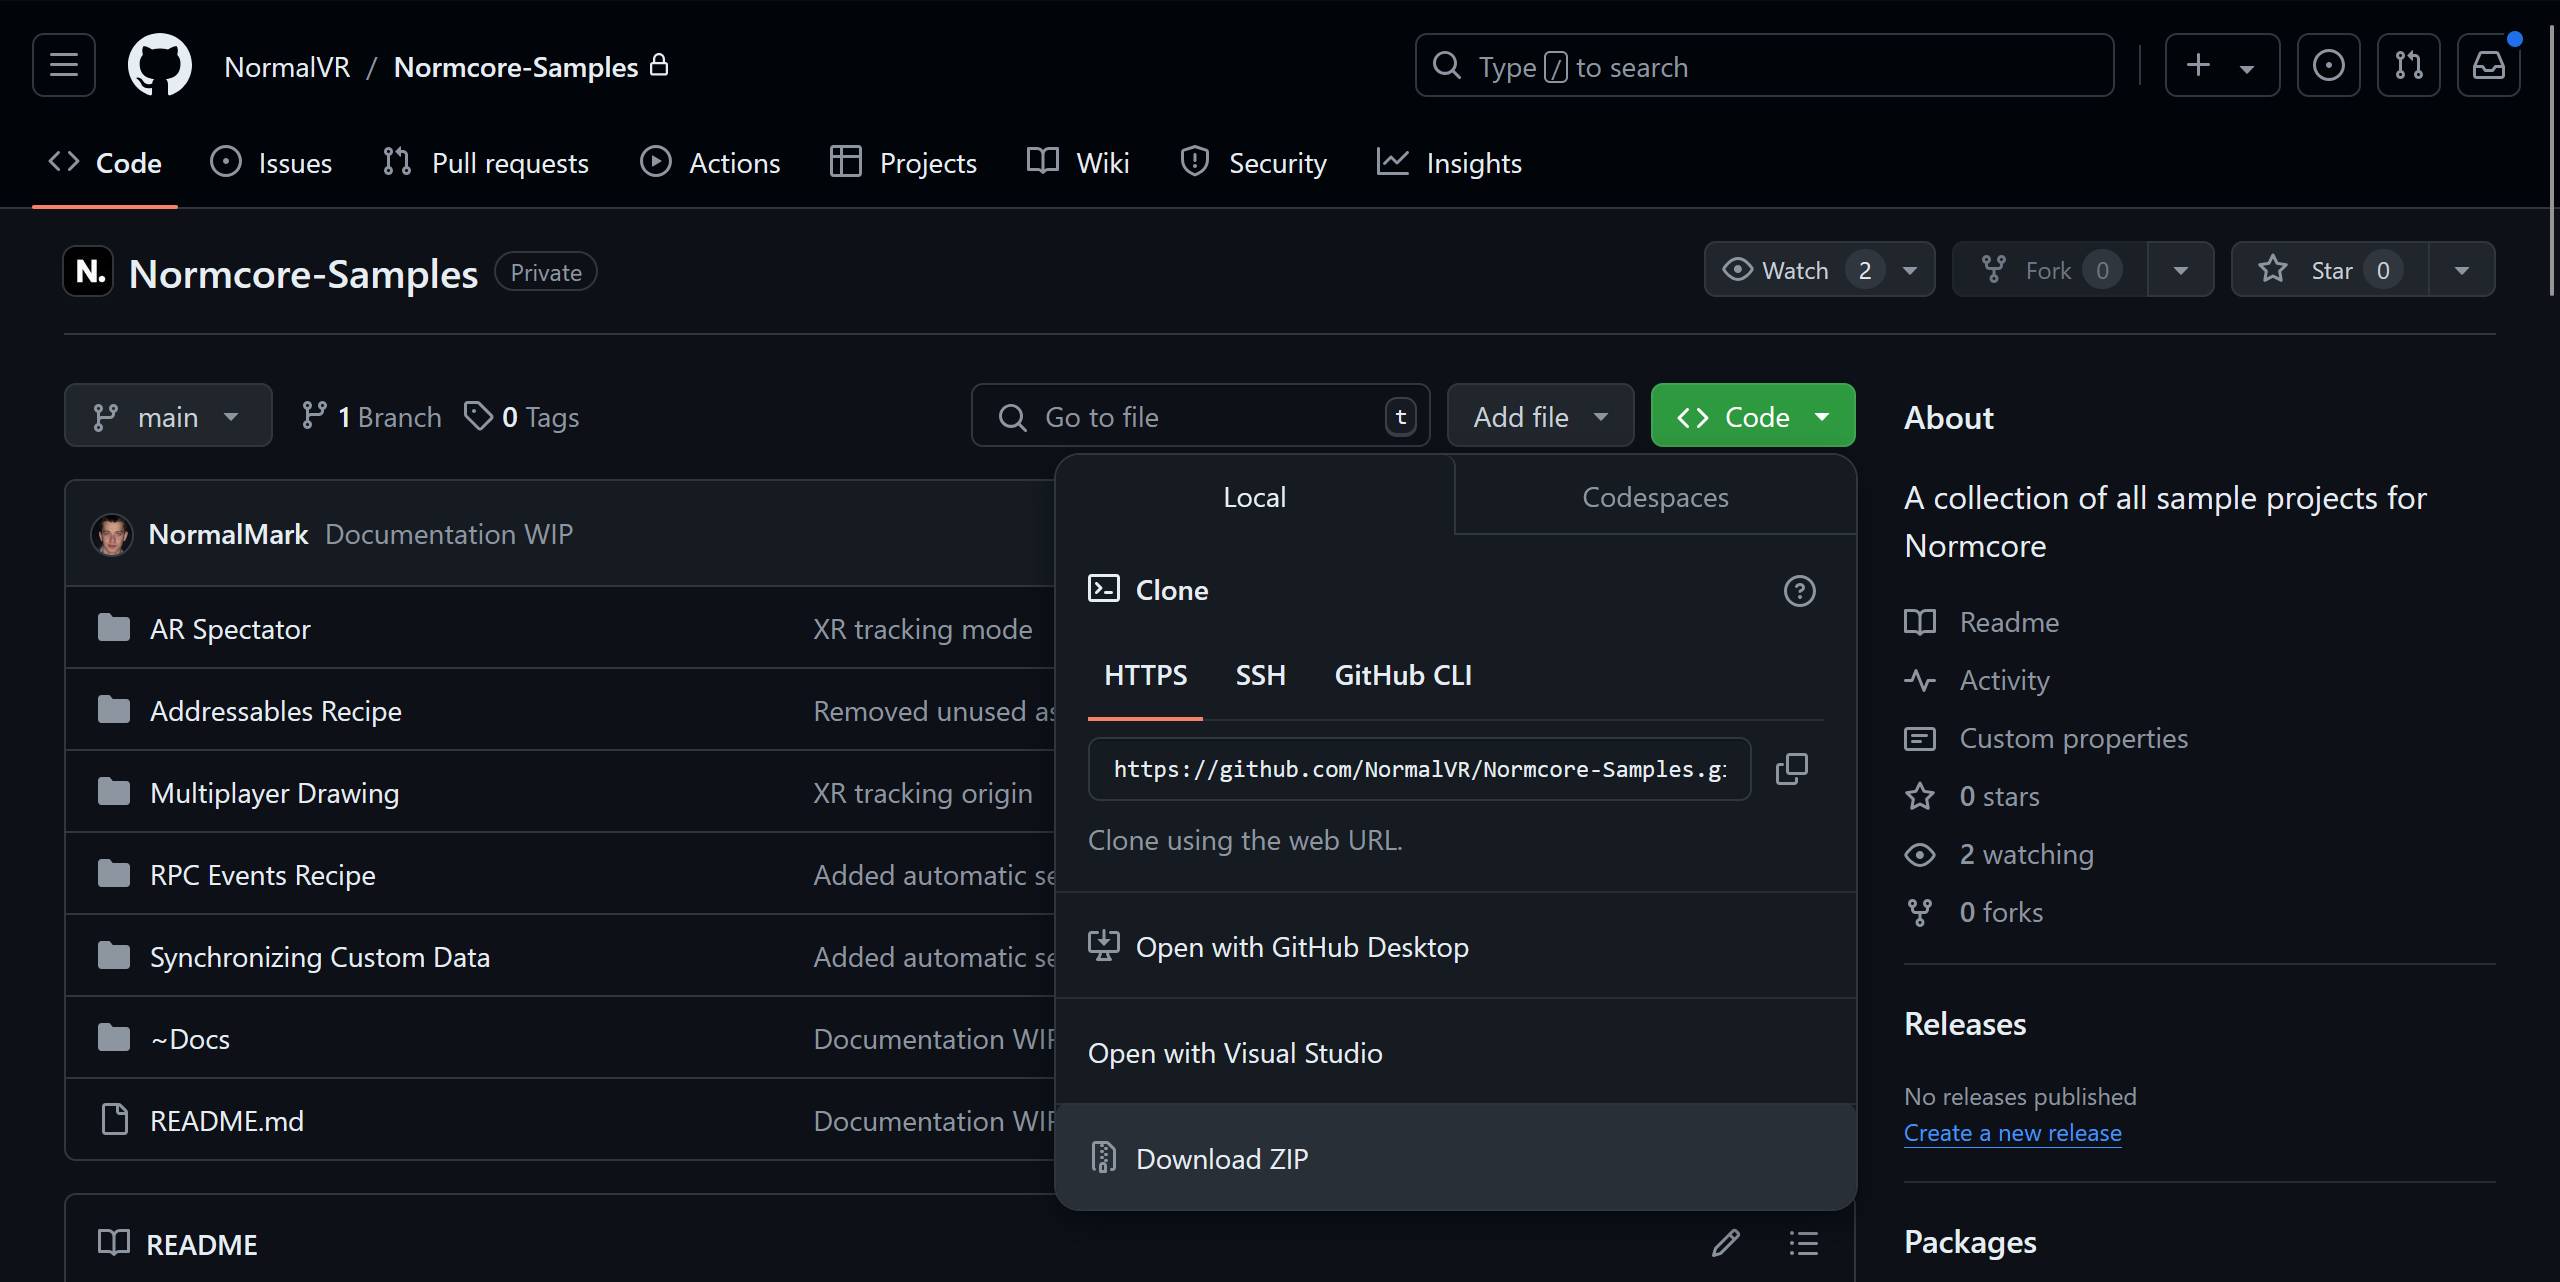 NormalVR / Normcore-Samples
Type / to search
Code
Issues
Pull requests
Actions
Projects
Wiki
Security
Insights
N. Normcore-Samples Private
Watch 2
Fork 0
Star 0
main
1 Branch
0 Tags
Go to file t
Add file
Code
NormalMark Documentation WIP
AR Spectator XR tracking mode
Addressables Recipe Removed unused as
Multiplayer Drawing XR tracking origin
RPC Events Recipe Added automatic se
Synchronizing Custom Data Added automatic se
~Docs Documentation WIP
README.md Documentation WIP
README
Local
Codespaces
Clone
HTTPS SSH GitHub CLI
https://github.com/NormalVR/Normcore-Samples.gi
Clone using the web URL.
Open with GitHub Desktop
Open with Visual Studio
Download ZIP
About
A collection of all sample projects for
Normcore
Readme
Activity
Custom properties
0 stars
2 watching
0 forks
Releases
No releases published
Create a new release
Packages